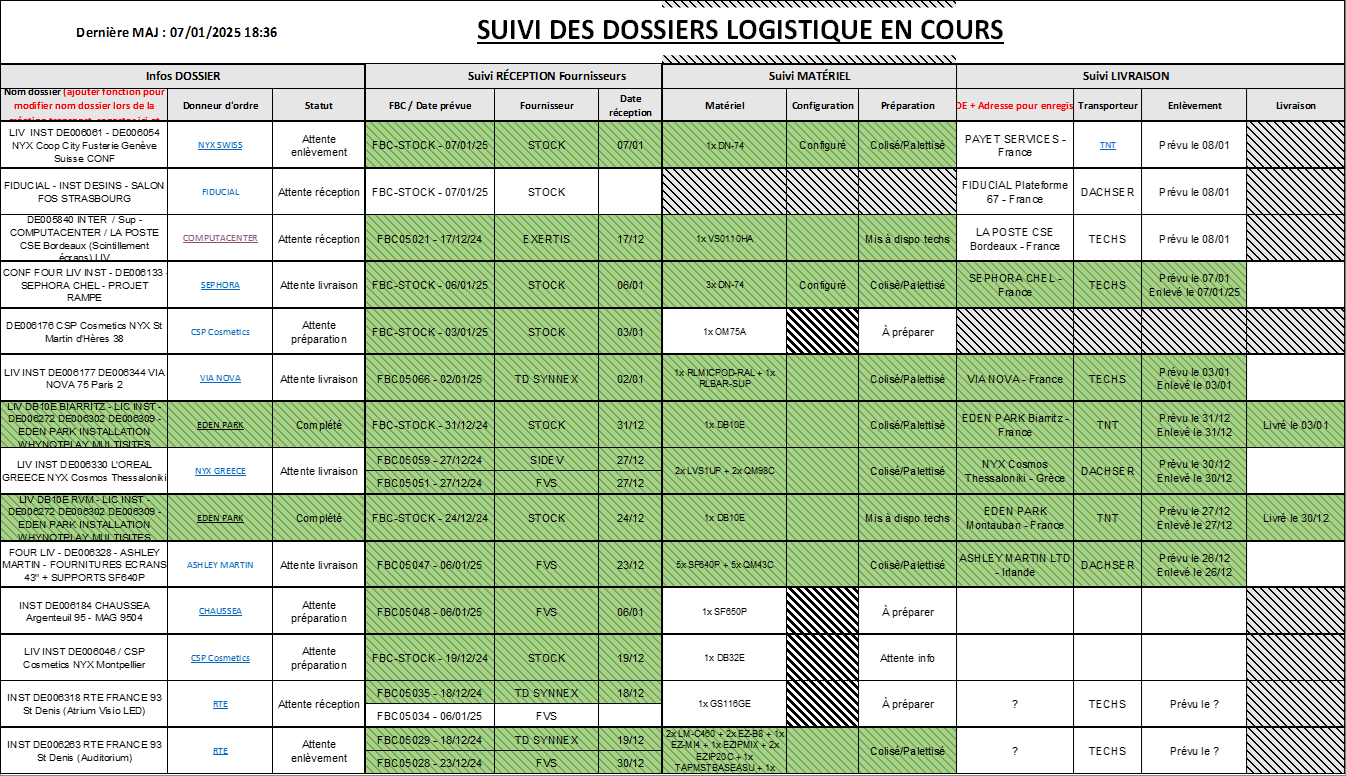 Dernière MAJ : 07/01/2025 18:36
SUIVI DES DOSSIERS LOGISTIQUE EN COURS
Infos DOSSIER
Suivi RÉCEPTION Fournisseurs
Suivi MATÉRIEL
Suivi LIVRAISON
Nom dossier (ajouter fonction pour
modifier nom dossier lors de la
Donneur d'ordre
Statut
FBC / Date prévue
Fournisseur
Date
réception
Matériel
Configuration
Préparation
DE + Adresse pour enregis
Transporteur
Enlèvement
Livraison
LIV INST DE006061 - DE006054
NYX Coop City Fusterie Genève
Suisse CONF
NYX SWISS
Attente
enlèvement
FBC-STOCK - 07/01/25
STOCK
07/01
1x DN-74
Configuré
Colisé/Palettisé
PAYET SERVICES -
France
TNT
Prévu le 08/01
FIDUCIAL - INST DESINS - SALON
FOS STRASBOURG
FIDUCIAL
Attente réception
FBC-STOCK - 07/01/25
STOCK
FIDUCIAL Plateforme
67 - France
DACHSER
Prévu le 08/01
DE005840 INTER / Sup -
COMPUTACENTER / LA POSTE
CSE Bordeaux (Scintillement
écrans) LIV
COMPUTACENTER
Attente réception
FBC05021 - 17/12/24
EXERTIS
17/12
1x VS0110HA
Mis à dispo techs
LA POSTE CSE
Bordeaux - France
TECHS
Prévu le 08/01
CONF FOUR LIV INST - DE006133 -
SEPHORA CHEL - PROJET
RAMPE
SEPHORA
Attente livraison
FBC-STOCK - 06/01/25
STOCK
06/01
3x DN-74
Configuré
Colisé/Palettisé
SEPHORA CHEL -
France
TECHS
Prévu le 07/01
Enlevé le 07/01/25
DE006176 CSP Cosmetics NYX St
Martin d'Hères 38
CSP Cosmetics
Attente
préparation
FBC-STOCK - 03/01/25
STOCK
03/01
1x OM75A
À préparer
LIV INST DE006177 DE006344 VIA
NOVA 75 Paris 2
VIA NOVA
Attente livraison
FBC05066 - 02/01/25
TD SYNNEX
02/01
1x RLMICPOD-RAL + 1x
RLBAR-SUP
Colisé/Palettisé
VIA NOVA - France
TECHS
Prévu le 03/01
Enlevé le 03/01
LIV DB10E BIARRITZ - LIC INST -
DE006272 DE006302 DE006309 -
EDEN PARK INSTALLATION
WHYNOTPLAY MULTISITES
EDEN PARK
Complété
FBC-STOCK - 31/12/24
STOCK
31/12
1x DB10E
Colisé/Palettisé
EDEN PARK Biarritz -
France
TNT
Prévu le 31/12
Enlevé le 31/12
Livré le 03/01
LIV INST DE006330 L'OREAL
GREECE NYX Cosmos Thessaloniki
NYX GREECE
Attente livraison
FBC05059 - 27/12/24
SIDEV
27/12
FBC05051 - 27/12/24
FVS
27/12
2x LVS1UP + 2x QM98C
Colisé/Palettisé
NYX Cosmos
Thessaloniki - Grèce
DACHSER
Prévu le 30/12
Enlevé le 30/12
LIV DB10E RVM - LIC INST -
DE006272 DE006302 DE006309 -
EDEN PARK INSTALLATION
WHYNOTPLAY MULTISITES
EDEN PARK
Complété
FBC-STOCK - 24/12/24
STOCK
24/12
1x DB10E
Mis à dispo techs
EDEN PARK
Montauban - France
TNT
Prévu le 27/12
Enlevé le 27/12
Livré le 30/12
FOUR LIV - DE006328 - ASHLEY
MARTIN - FOURNITURES ECRANS
43" + SUPPORTS SF640P
ASHLEY MARTIN
Attente livraison
FBC05047 - 06/01/25
FVS
23/12
5x SF640P + 5x QM43C
Colisé/Palettisé
ASHLEY MARTIN LTD
- Irlande
DACHSER
Prévu le 26/12
Enlevé le 26/12
INST DE006184 CHAUSSEA
Argenteuil 95 - MAG 9504
CHAUSSEA
Attente
préparation
FBC05048 - 06/01/25
FVS
06/01
1x SF650P
À préparer
LIV INST DE006046 / CSP
Cosmetics NYX Montpellier
CSP Cosmetics
Attente
préparation
FBC-STOCK - 19/12/24
STOCK
19/12
1x DB32E
Attente info
INST DE006318 RTE FRANCE 93
St Denis (Atrium Visio LED)
RTE
Attente réception
FBC05035 - 18/12/24
TD SYNNEX
18/12
FBC05034 - 06/01/25
FVS
1x GS116GE
À préparer
?
TECHS
Prévu le ?
INST DE006263 RTE FRANCE 93
St Denis (Auditorium)
RTE
Attente
enlèvement
FBC05029 - 18/12/24
TD SYNNEX
19/12
FBC05028 - 23/12/24
FVS
30/12
2x LM-C460 + 2x EZ-B8 + 1x
EZ-MI4 + 1x EZIPMIX + 2x
EZIP20C + 1x
TAPMSTBASEASU + 1x
Colisé/Palettisé
?
TECHS
Prévu le ?